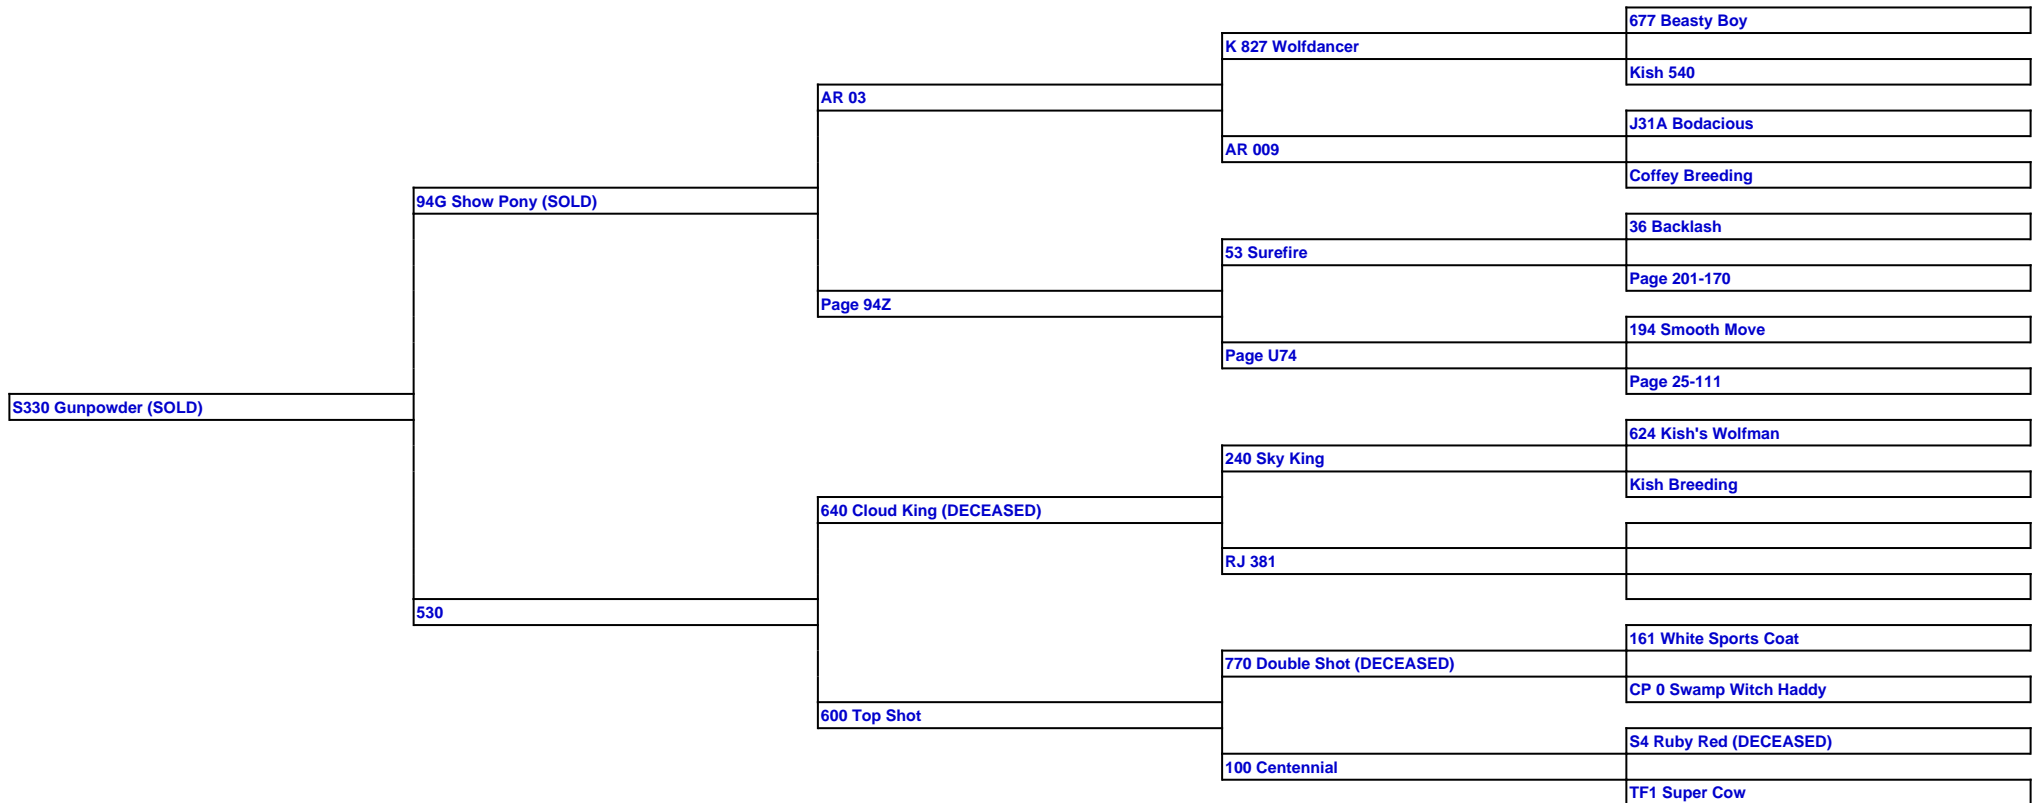 677 Beasty Boy
K 827 Wolfdancer
Kish 540
AR 03
J31A Bodacious
AR 009
Coffey Breeding
94G Show Pony (SOLD)
36 Backlash
53 Surefire
Page 201-170
Page 94Z
194 Smooth Move
Page U74
Page 25-111
S330 Gunpowder (SOLD)
624 Kish's Wolfman
240 Sky King
Kish Breeding
640 Cloud King (DECEASED)
RJ 381
530
161 White Sports Coat
770 Double Shot (DECEASED)
CP 0 Swamp Witch Haddy
600 Top Shot
S4 Ruby Red (DECEASED)
100 Centennial
TF1 Super Cow